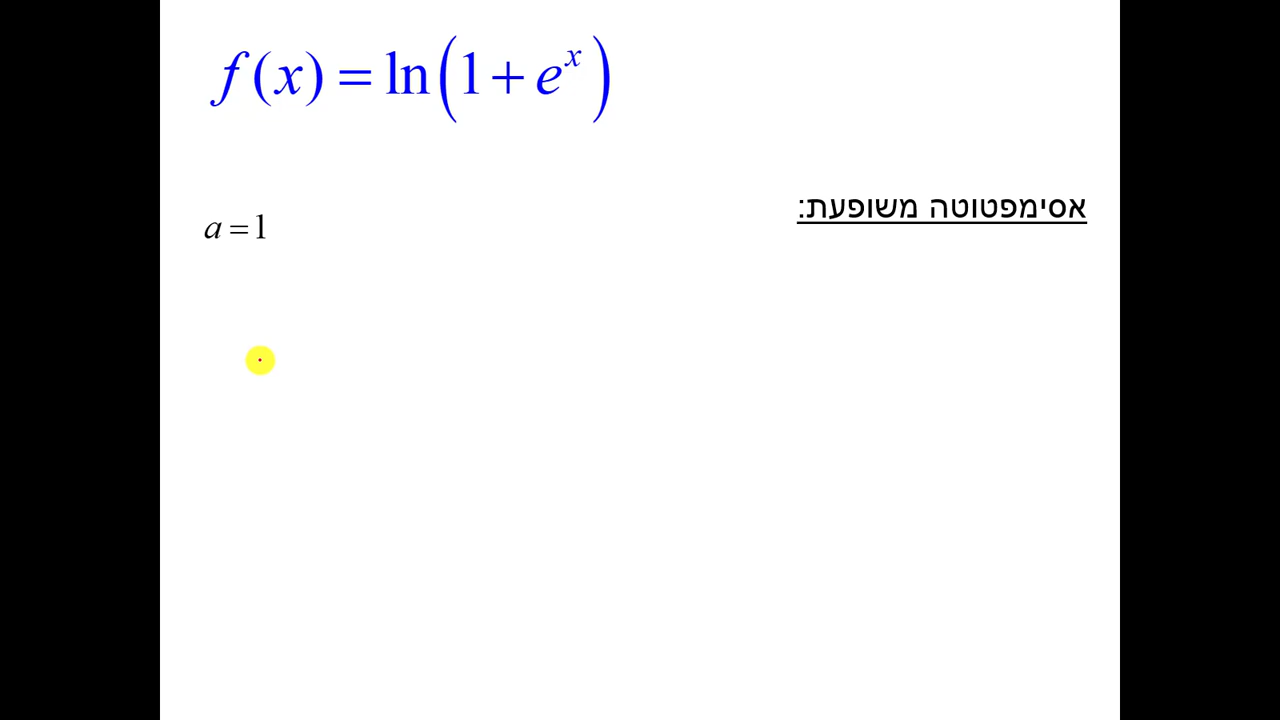 f(x) = ln(1 + e^x)
אסימפטוטה משופעת:
a = 1